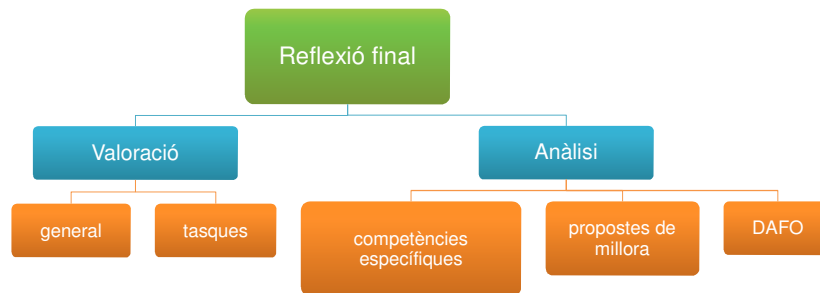 Reflexió final
Valoració
Anàlisi
general
tasques
competències
específiques
propostes de
millora
DAFO